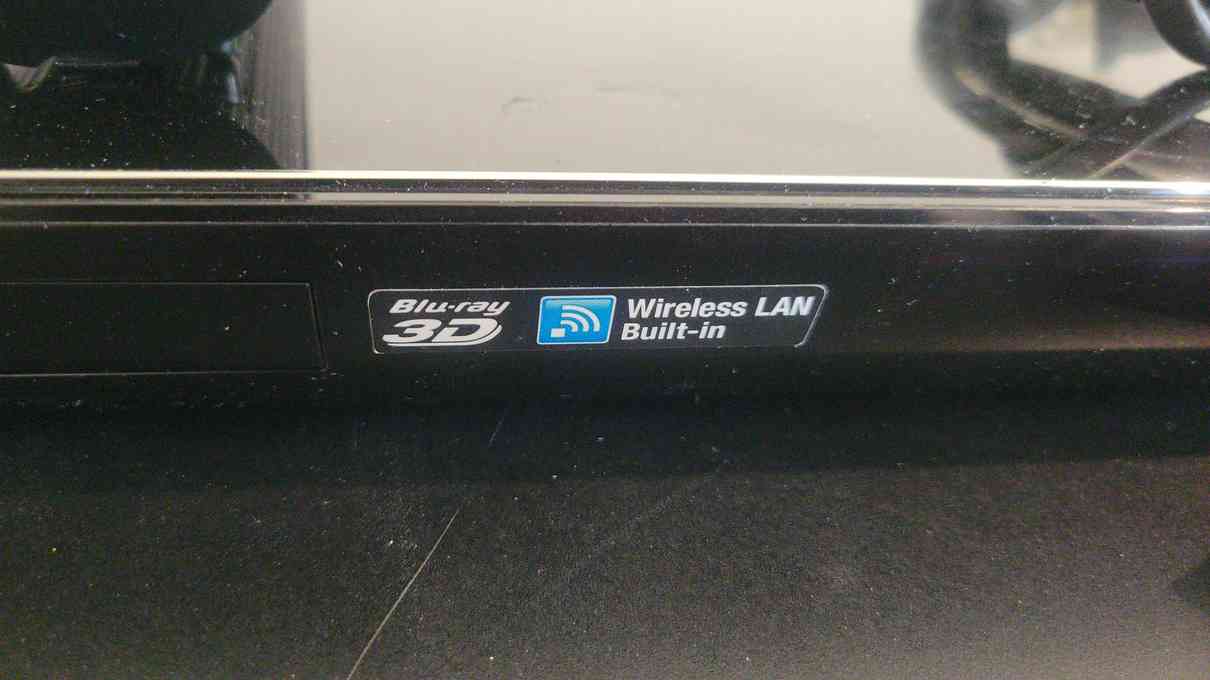 Blu-ray
3D
Wireless LAN
Built-in